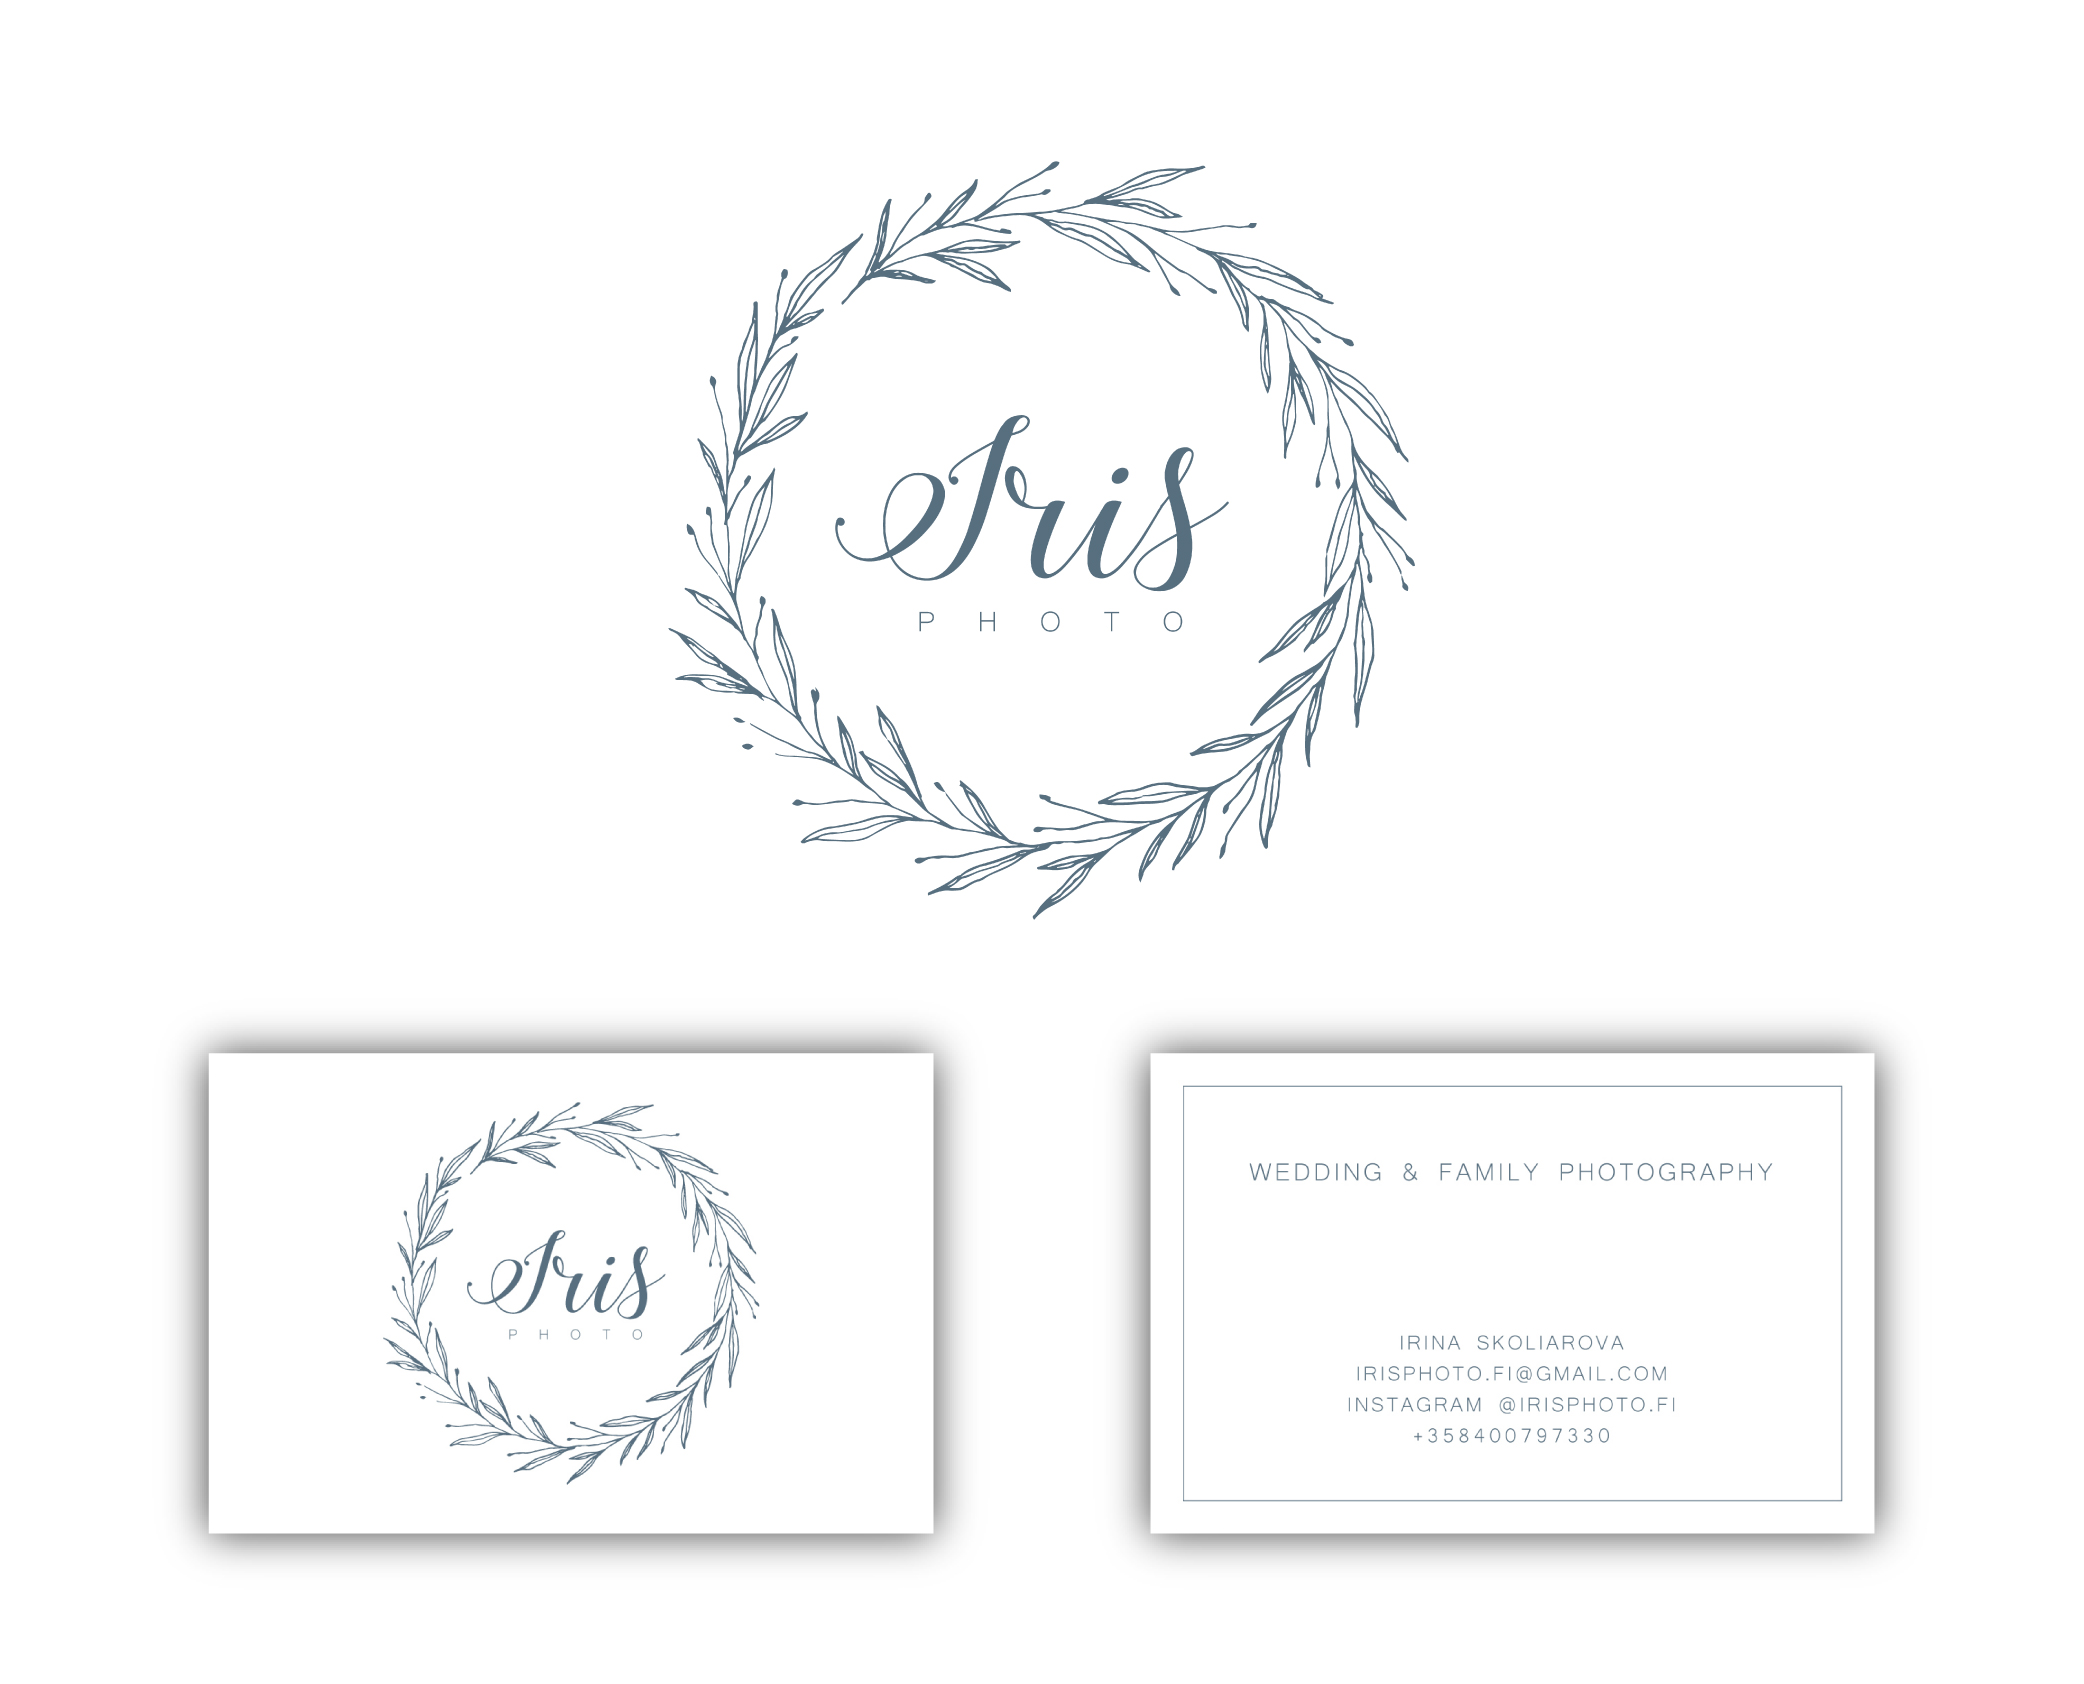 Iris
PHOTO
Iris
PHOTO
WEDDING & FAMILY PHOTOGRAPHY
IRINA SKOLIAROVA
IRISPHOTO.FI@GMAIL.COM
INSTAGRAM @IRISPHOTO.FI
+358400797330